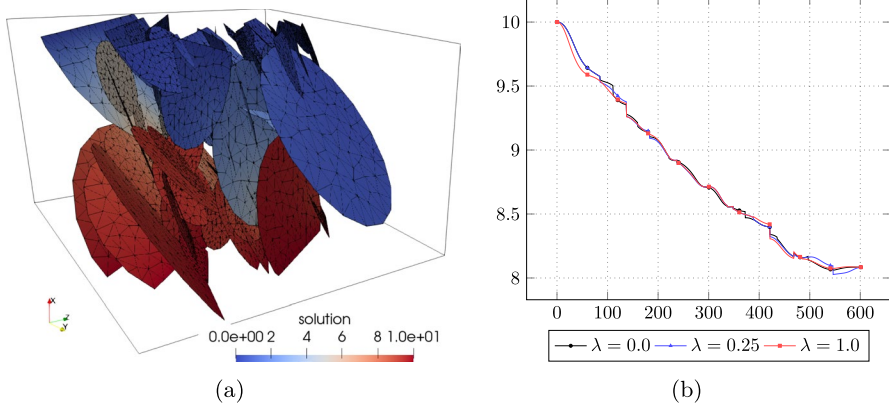 X
Z
Y
solution
0.0e+00 2 4 6 8 1.0e+01
(a)
10
9.5
9
8.5
8
0 100 200 300 400 500 600
λ = 0.0 λ = 0.25 λ = 1.0
(b)